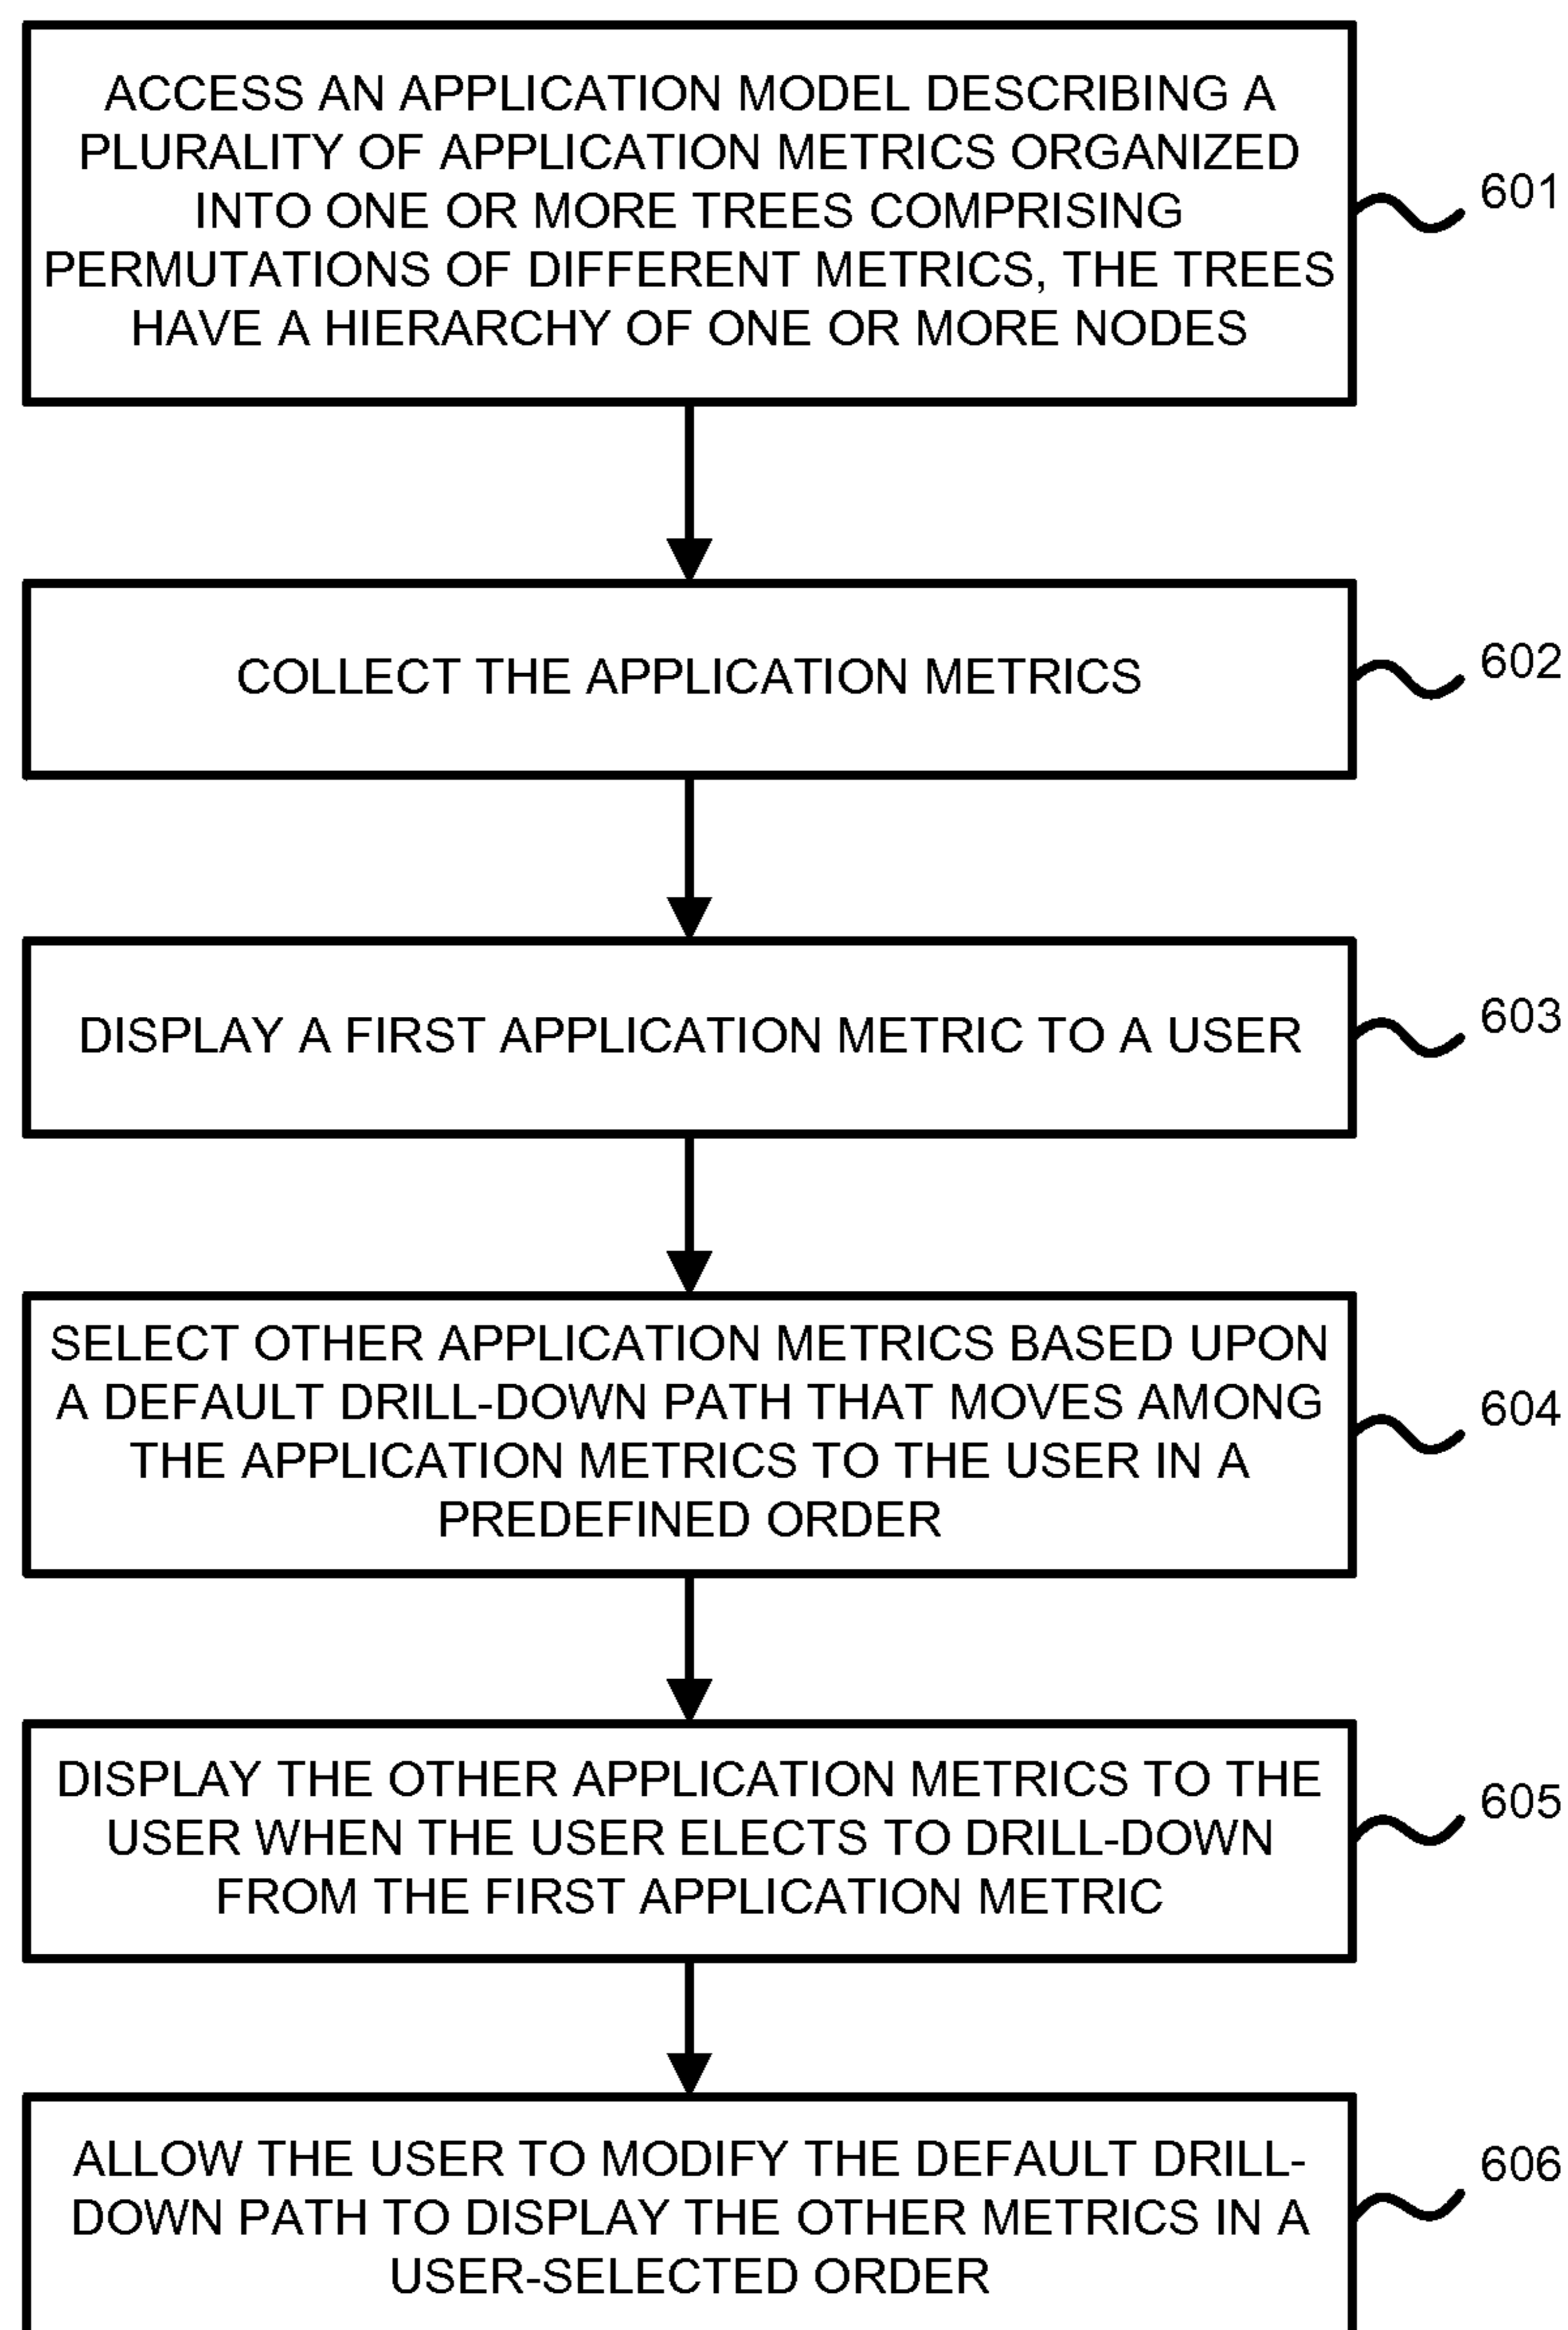 ACCESS AN APPLICATION MODEL DESCRIBING A
PLURALITY OF APPLICATION METRICS ORGANIZED
INTO ONE OR MORE TREES COMPRISING
PERMUTATIONS OF DIFFERENT METRICS, THE TREES
HAVE A HIERARCHY OF ONE OR MORE NODES
601
COLLECT THE APPLICATION METRICS
602
DISPLAY A FIRST APPLICATION METRIC TO A USER
603
SELECT OTHER APPLICATION METRICS BASED UPON
A DEFAULT DRILL-DOWN PATH THAT MOVES AMONG
THE APPLICATION METRICS TO THE USER IN A
PREDEFINED ORDER
604
DISPLAY THE OTHER APPLICATION METRICS TO THE
USER WHEN THE USER ELECTS TO DRILL-DOWN
FROM THE FIRST APPLICATION METRIC
605
ALLOW THE USER TO MODIFY THE DEFAULT DRILL-
DOWN PATH TO DISPLAY THE OTHER METRICS IN A
USER-SELECTED ORDER
606